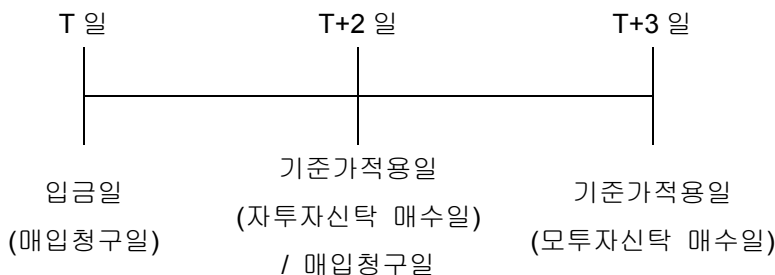 T 일
T+2 일
T+3 일
입금일
(매입청구일)
기준가적용일
(자투자신탁 매수일)
/ 매입청구일
기준가적용일
(모투자신탁 매수일)